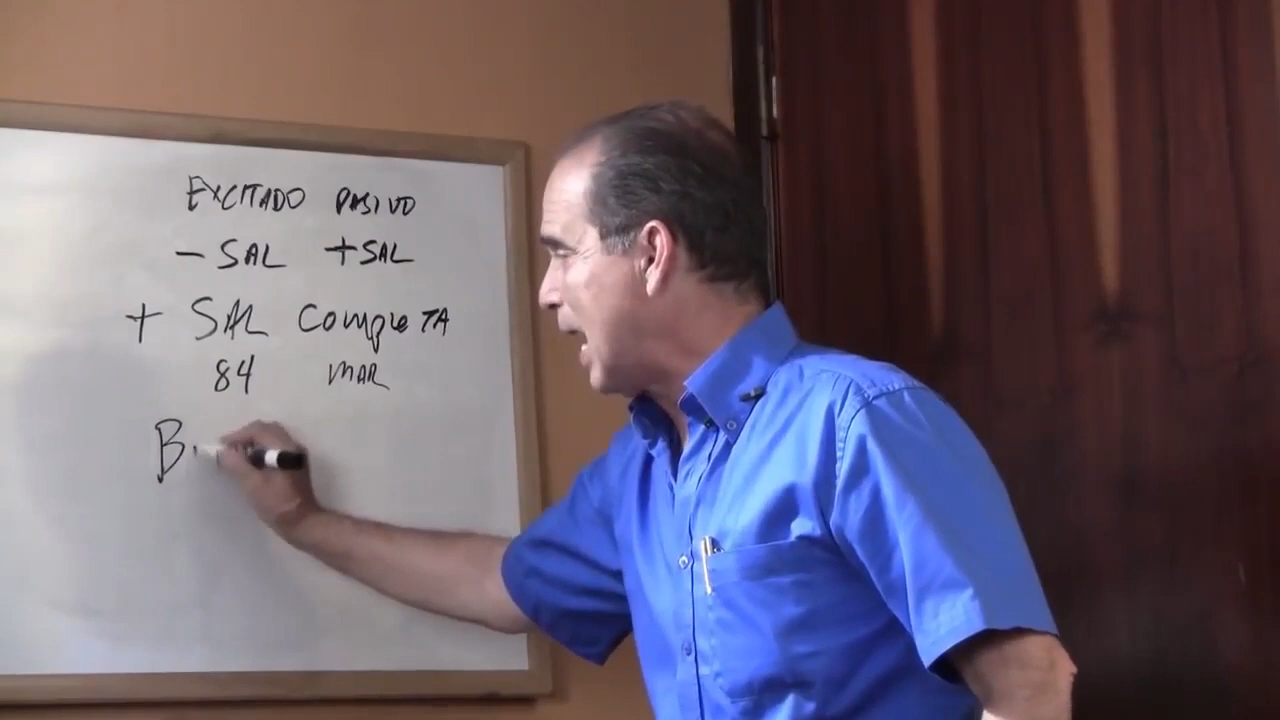 EXCITADO PASIVO
- SAL +SAL
+ SAL COMPLETA
84 MAR
B